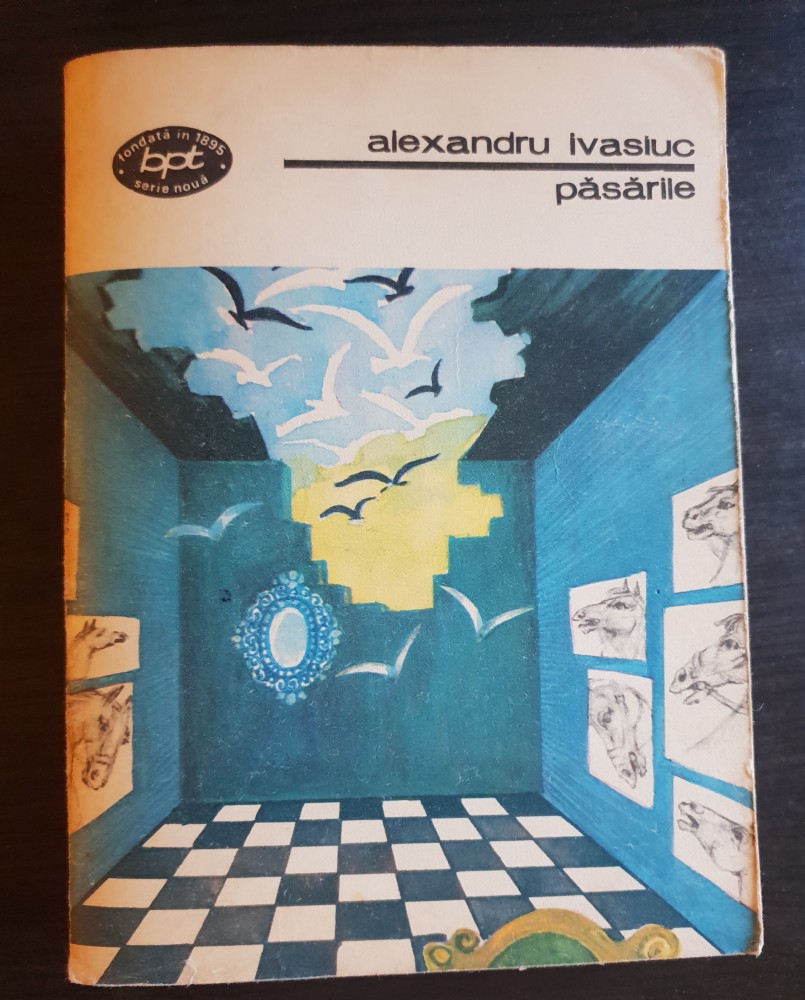 fondată în 1895
bpt
serie nouă
alexandru ivasiuc
păsările